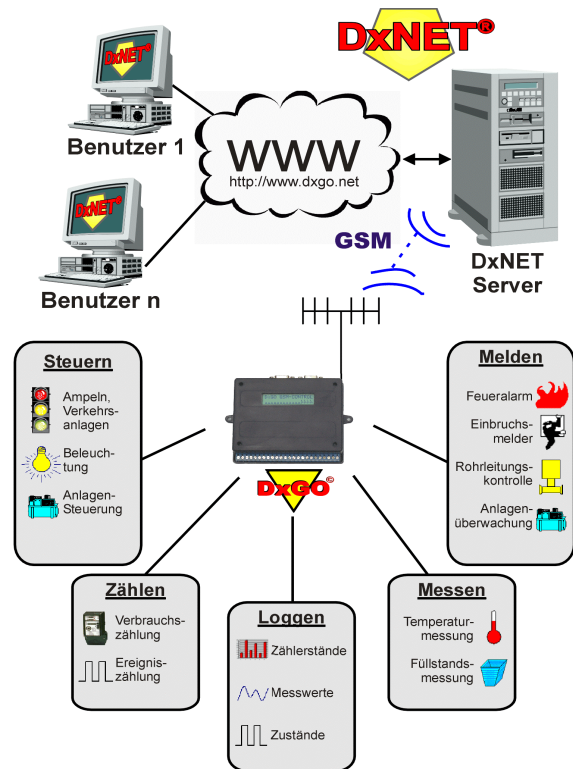 DxNET®
DxNET®
Benutzer 1
WWW
http://www.dxgo.net
DxNET®
Benutzer n
GSM
DxNET
Server
Steuern
Ampeln,
Verkehrs-
anlagen
Beleuch-
tung
Anlagen-
Steuerung
Melden
Feueralarm
Einbruchs-
melder
Rohrleitungs-
kontrolle
Anlagen-
überwachung
DxGO©
Zählen
Verbrauchs-
zählung
Ereignis-
zählung
Loggen
Zählerstände
Messwerte
Zustände
Messen
Temperatur-
messung
Füllstands-
messung